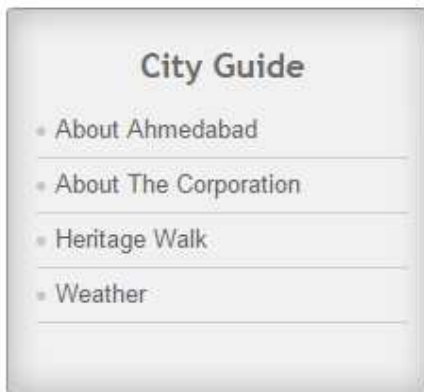 City Guide
About Ahmedabad
About The Corporation
Heritage Walk
Weather